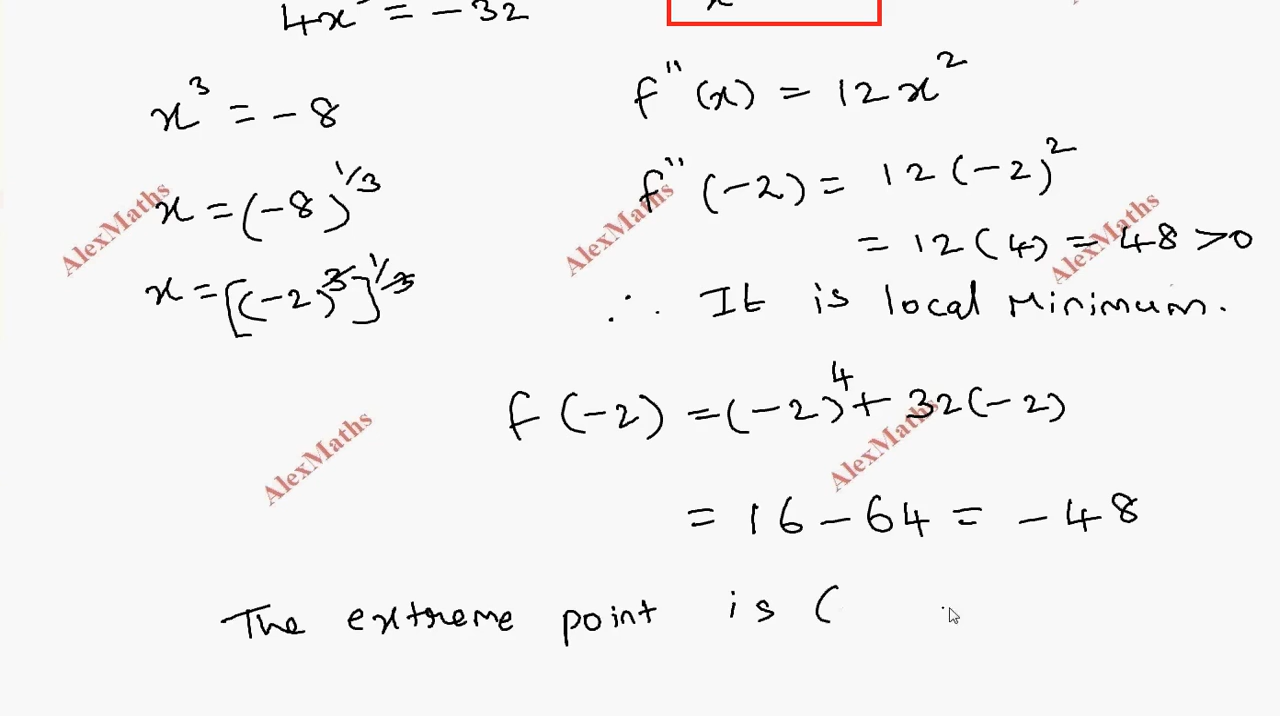 4x³ = -32
x³ = -8
x = (-8)^1/3
x = [(-2)^3]^1/3
f''(x) = 12x²
f''(-2) = 12(-2)²
= 12(4) = 48 >0
∴ It is local Minimum.
f(-2) = (-2)⁴ + 32(-2)
= 16 - 64 = -48
The extreme point is (
AlexMaths
AlexMaths
AlexMaths
AlexMaths
AlexMaths